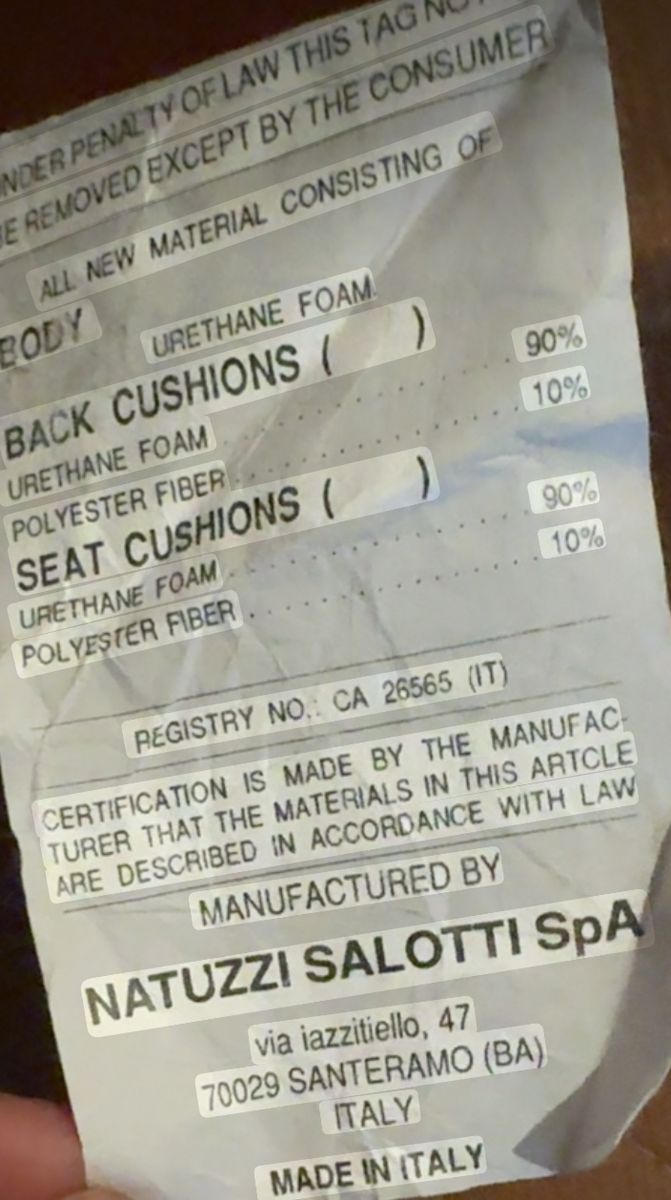 UNDER PENALTY OF LAW THIS TAG NO
BE REMOVED EXCEPT BY THE CONSUMER
ALL NEW MATERIAL CONSISTING OF
BODY URETHANE FOAM
BACK CUSHIONS ( )
URETHANE FOAM .......... 90%
POLYESTER FIBER .......... 10%
SEAT CUSHIONS ( )
URETHANE FOAM .......... 90%
POLYESTER FIBER .......... 10%
REGISTRY NO.: CA 26565 (IT)
CERTIFICATION IS MADE BY THE MANUFAC-
TURER THAT THE MATERIALS IN THIS ARTCLE
ARE DESCRIBED IN ACCORDANCE WITH LAW
MANUFACTURED BY
NATUZZI SALOTTI SpA
via iazzitiello, 47
70029 SANTERAMO (BA)
ITALY
MADE IN ITALY